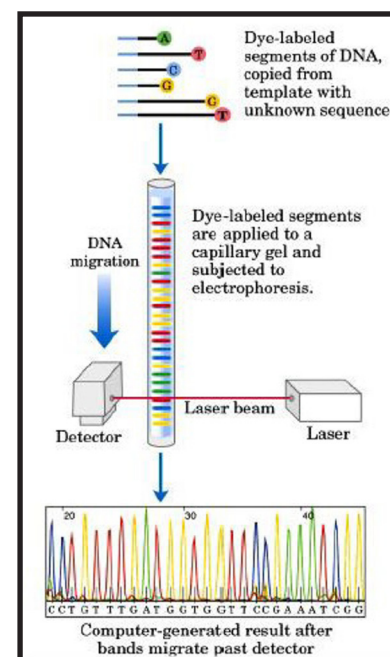 A
Dye-labeled
T
segments of DNA,
C
copied from
G
template with
G
unknown sequence
T
Dye-labeled segments
are applied to a
capillary gel and
subjected to
electrophoresis.
DNA
migration
Laser beam
Detector
Laser
20 30 40
C C T G T T T G A T G G T G G T T C C G A A A T C G G
Computer-generated result after
bands migrate past detector